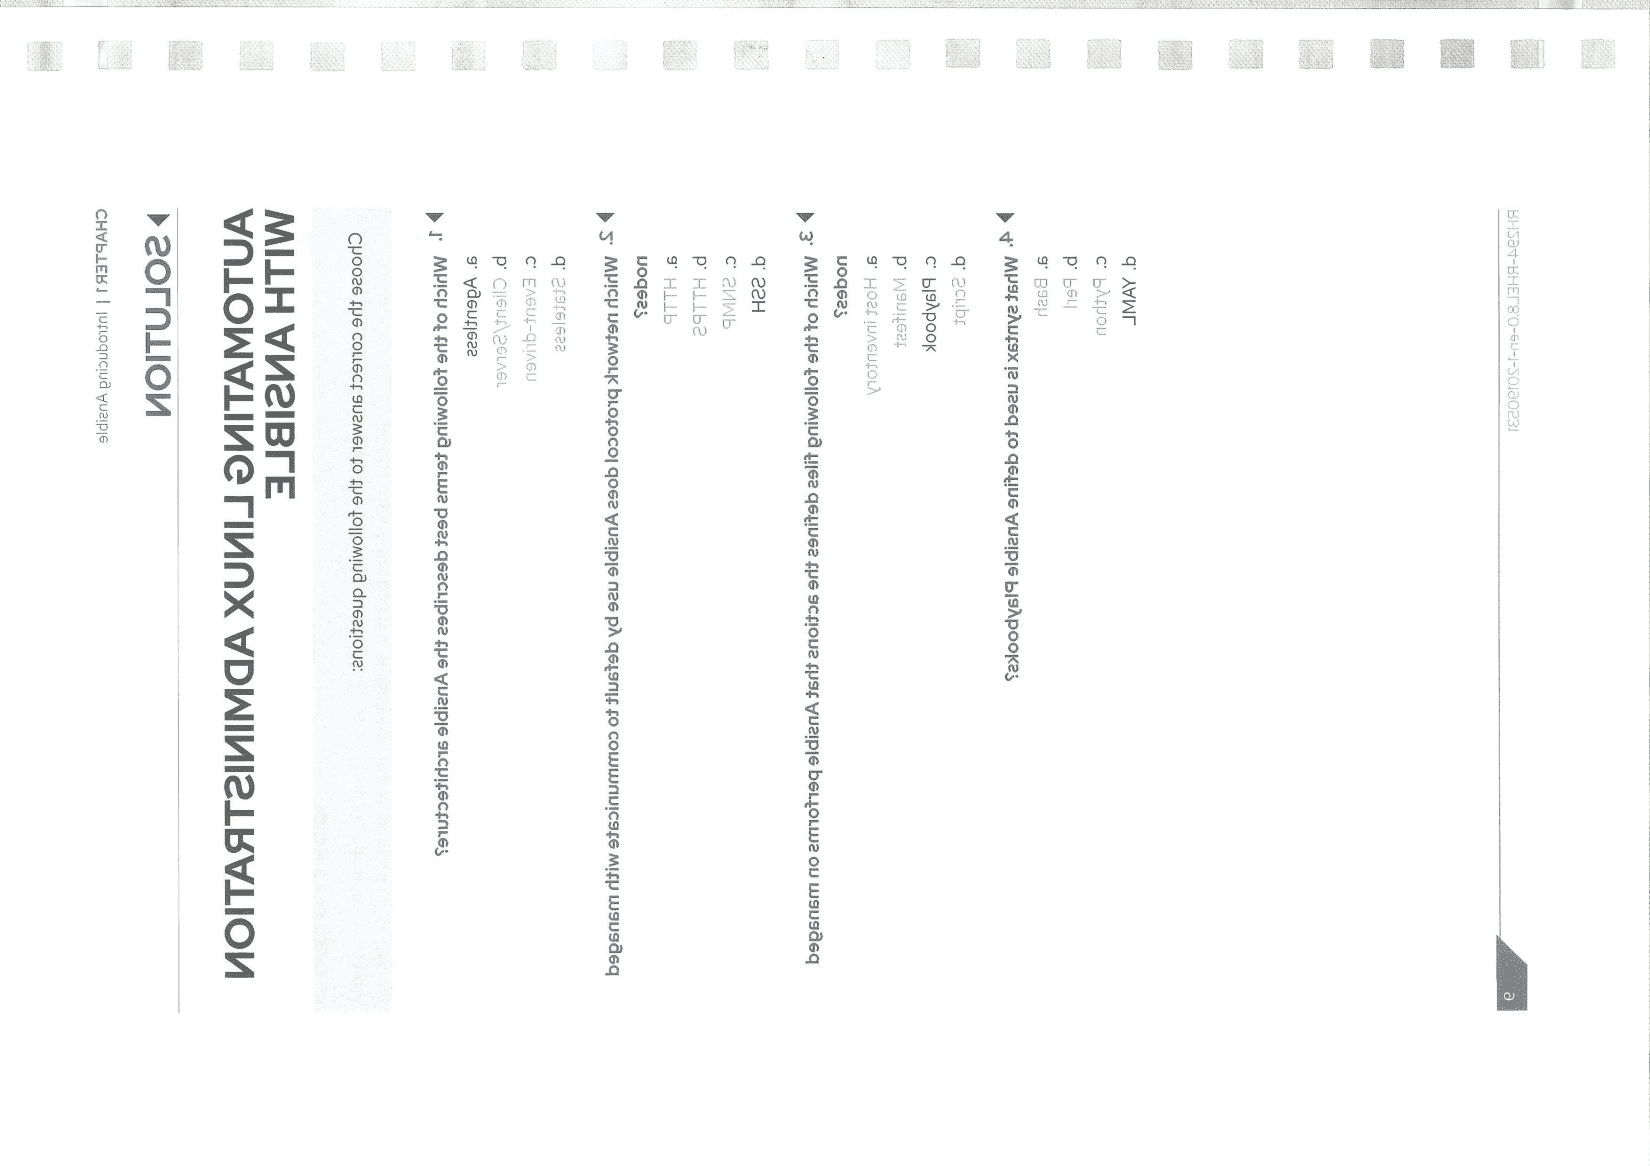 CHAPTER 1 | Introducing Ansible
SOLUTION
AUTOMATING LINUX ADMINISTRATION
WITH ANSIBLE
Choose the correct answer to the following questions:
1. Which of the following terms best describes the Ansible architecture?
a. Agentless
b. Client/Server
c. Event-driven
d. Stateless
2. Which network protocol does Ansible use by default to communicate with managed
nodes?
a. HTTP
b. HTTPS
c. SNMP
d. SSH
3. Which of the following files defines the actions that Ansible performs on managed
nodes?
a. Host inventory
b. Manifest
c. Playbook
d. Script
4. What syntax is used to define Ansible Playbooks?
a. Bash
b. Perl
c. Python
d. YAML
RH294-RHEL8.0-en-1-20190531
9